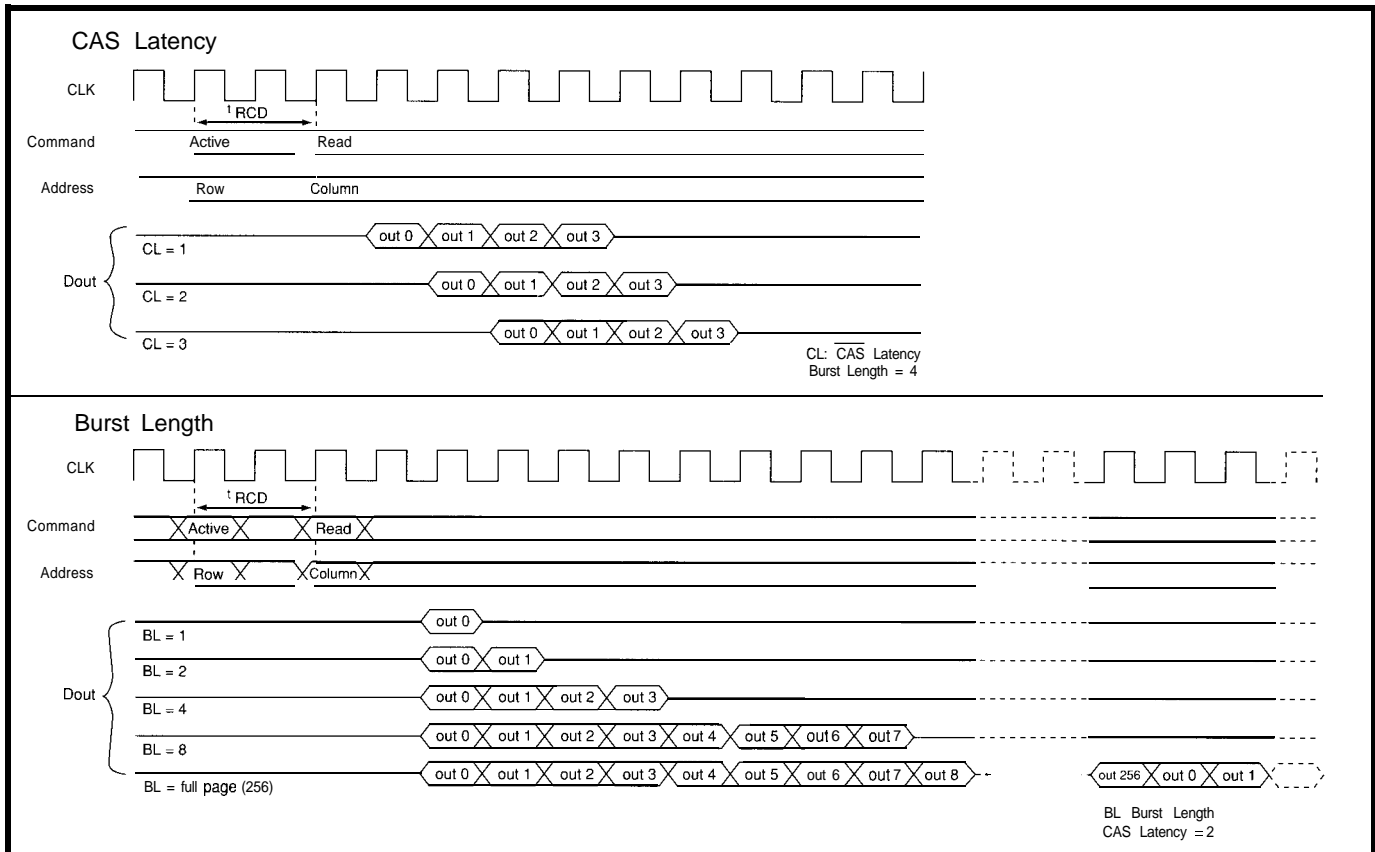 CAS Latency
CLK
t RCD
Command Active Read
Address Row Column
out 0 out 1 out 2 out 3
CL = 1
Dout out 0 out 1 out 2 out 3
CL = 2
out 0 out 1 out 2 out 3
CL = 3
CL: CAS Latency
Burst Length = 4
Burst Length
CLK
t RCD
Command Active Read
Address Row Column
out 0
BL = 1
out 0 out 1
BL = 2
Dout out 0 out 1 out 2 out 3
BL = 4
out 0 out 1 out 2 out 3 out 4 out 5 out 6 out 7
BL = 8
out 0 out 1 out 2 out 3 out 4 out 5 out 6 out 7 out 8 out 256 out 0 out 1
BL = full page (256)
BL Burst Length
CAS Latency = 2